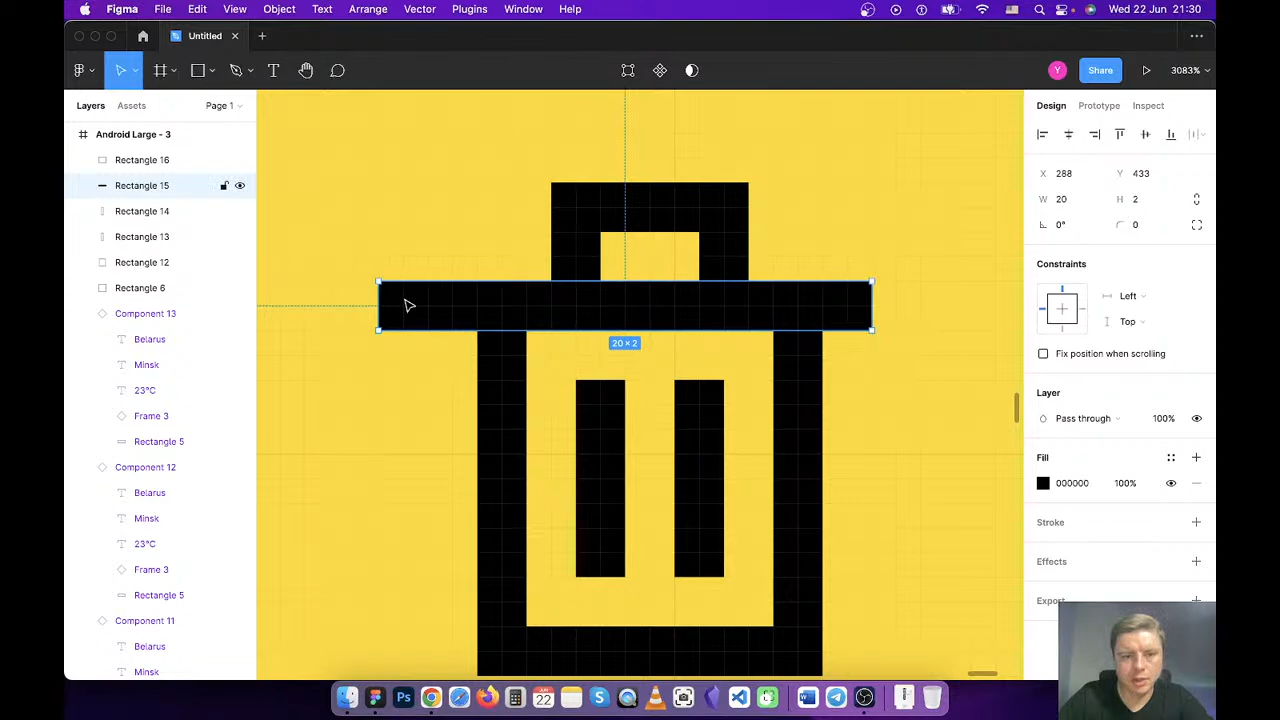 Figma File Edit View Object Text Arrange Vector Plugins Window Help Wed 22 Jun 21:30
Untitled
Y Share 3083%
Layers Assets Page 1
Design Prototype Inspect
Android Large - 3
Rectangle 16
Rectangle 15
Rectangle 14
Rectangle 13
Rectangle 12
Rectangle 6
Component 13
Belarus
Minsk
23°C
Frame 3
Rectangle 5
Component 12
Belarus
Minsk
23°C
Frame 3
Rectangle 5
Component 11
Belarus
Minsk
20 × 2
X 288 Y 433
W 20 H 2
0° 0
Constraints
Left
Top
Fix position when scrolling
Layer
Pass through 100%
Fill
000000 100%
Stroke
Effects
Export
JUN
22